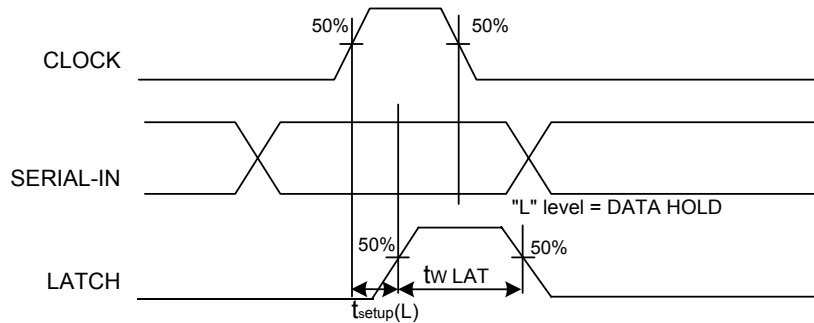 50%
50%
CLOCK
SERIAL-IN
"L" level = DATA HOLD
50%
50%
LATCH
tw LAT
tsetup(L)